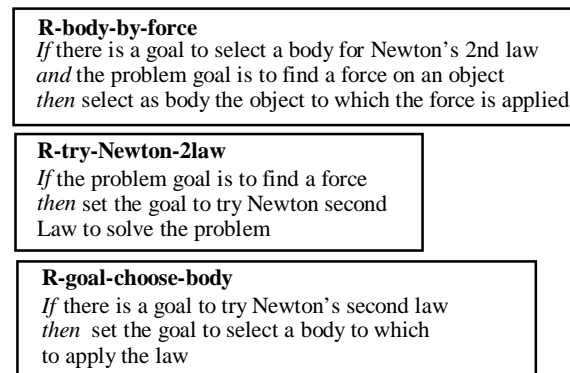 R-body-by-force
If there is a goal to select a body for Newton's 2nd law
and the problem goal is to find a force on an object
then select as body the object to which the force is applied
R-try-Newton-2law
If the problem goal is to find a force
then set the goal to try Newton second
Law to solve the problem
R-goal-choose-body
If there is a goal to try Newton's second law
then set the goal to select a body to which
to apply the law